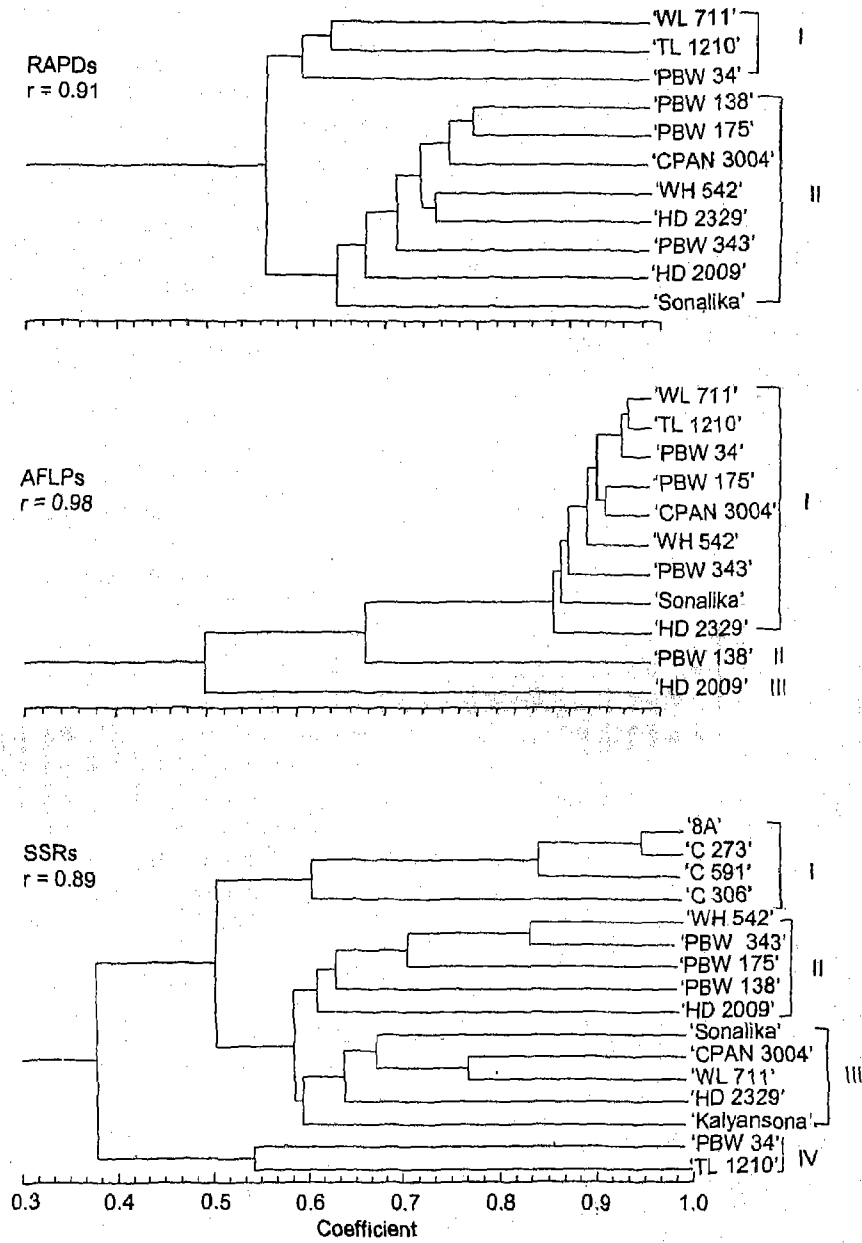 'WL 711'
I
'TL 1210'
RAPDs
r = 0.91
'PBW 34'
'PBW 138'
'PBW 175'
'CPAN 3004'
'WH 542'
II
'HD 2329'
'PBW 343'
'HD 2009'
'Sonalika'
'WL 711'
'TL 1210'
'PBW 34'
AFLPs
r = 0.98
'PBW 175'
I
'CPAN 3004'
'WH 542'
'PBW 343'
'Sonalika'
'HD 2329'
'PBW 138' II
'HD 2009' III
'8A'
SSRs
r = 0.89
'C 273'
'C 591'
I
'C 306'
'WH 542'
'PBW 343'
'PBW 175'
II
'PBW 138'
'HD 2009'
'Sonalika'
'CPAN 3004'
'WL 711'
III
'HD 2329'
'Kalyansona'
'PBW 34'
IV
'TL 1210'
0.3 0.4 0.5 0.6 0.7 0.8 0.9 1.0
Coefficient